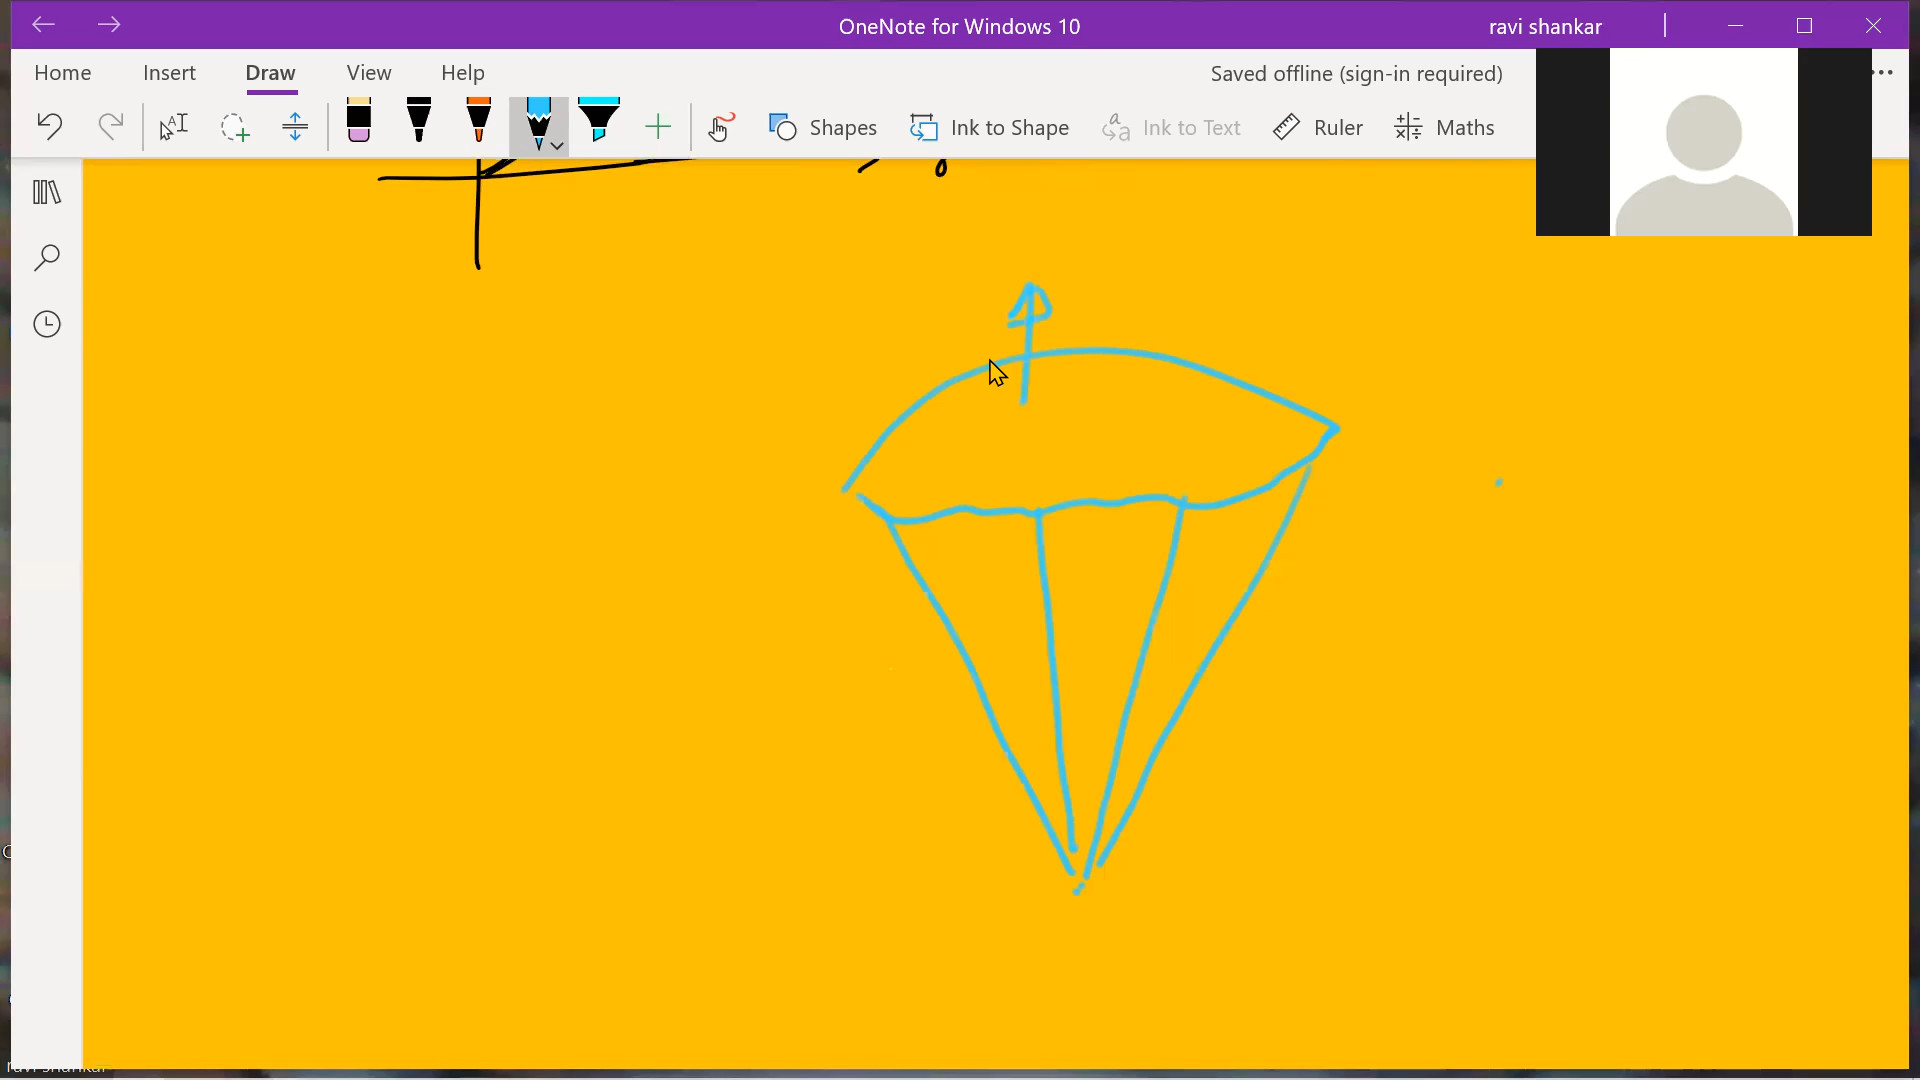 OneNote for Windows 10
ravi shankar
Home Insert Draw View Help
Saved offline (sign-in required)
Shapes Ink to Shape Ink to Text Ruler Maths